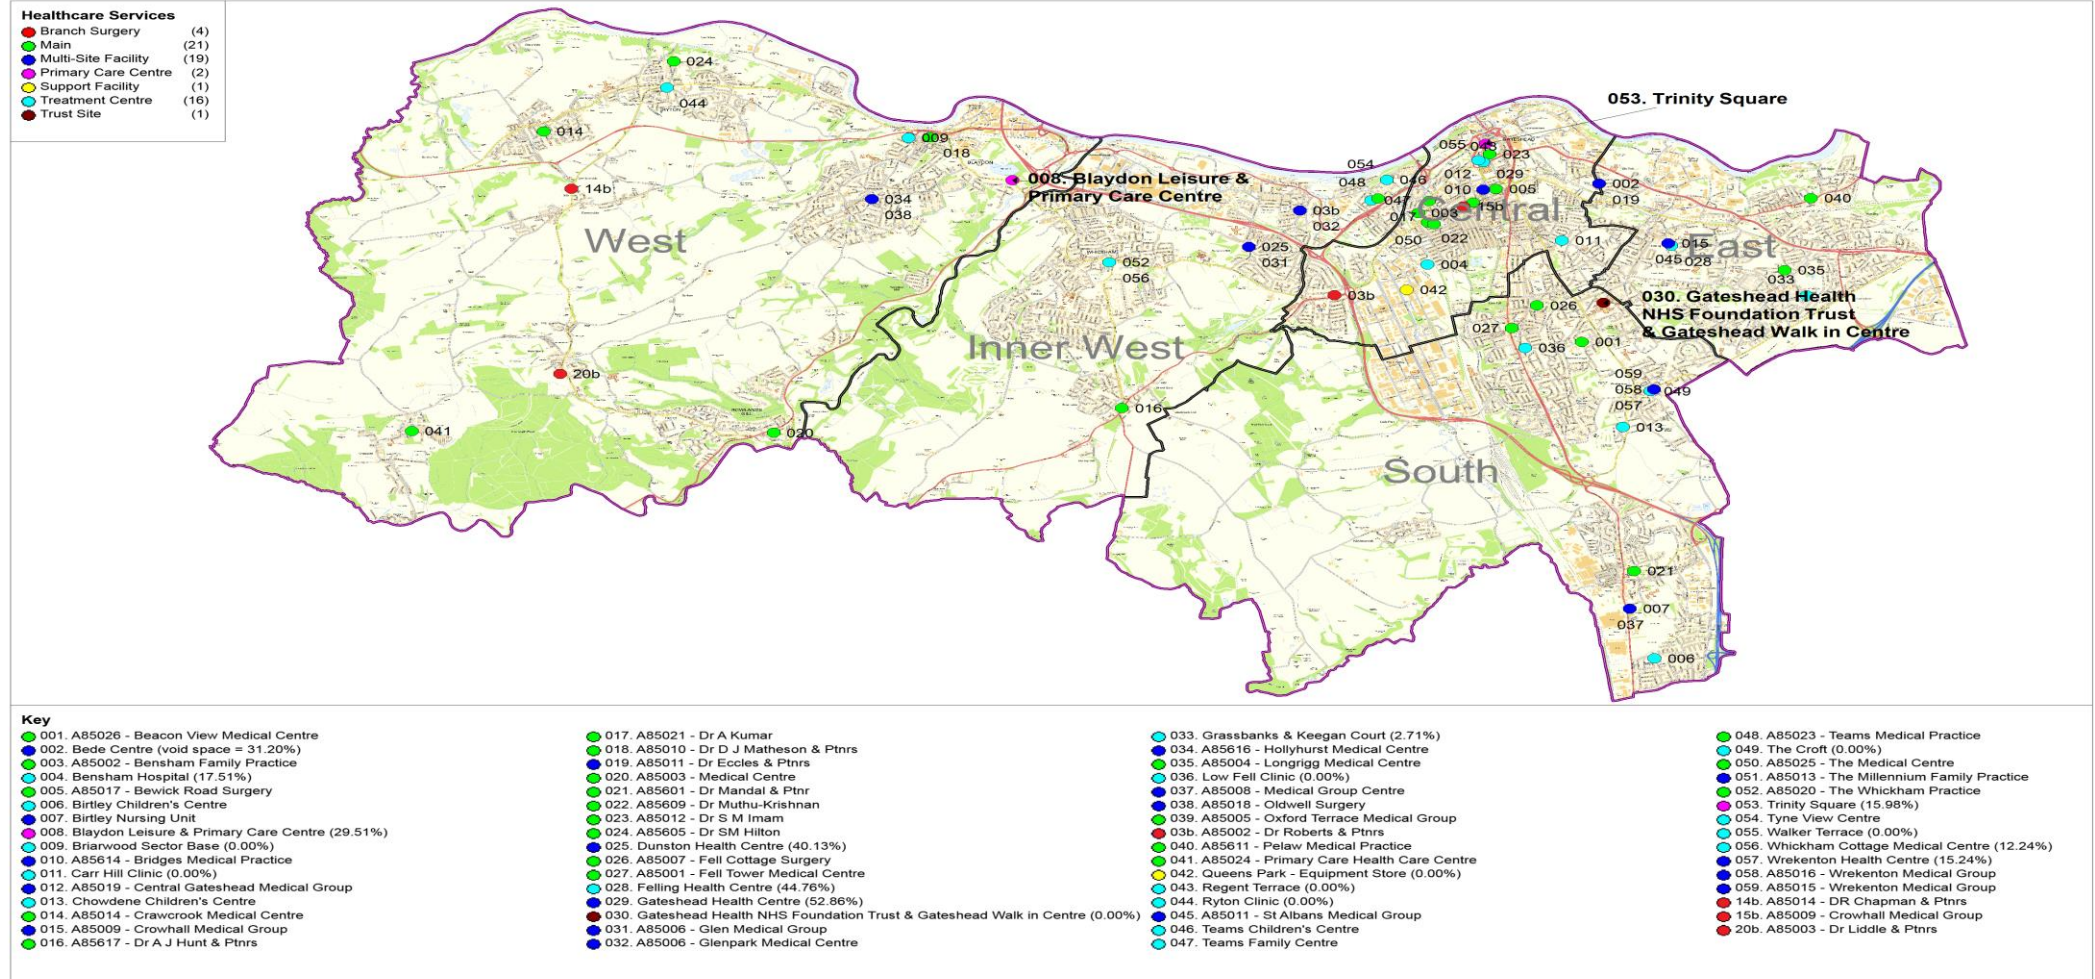 Healthcare Services
Branch Surgery (4)
Main (21)
Multi-Site Facility (19)
Primary Care Centre (2)
Support Facility (1)
Treatment Centre (16)
Trust Site (1)
053. Trinity Square
024
044
014
009
018
14b
034
038
008. Blaydon Leisure &
Primary Care Centre
West
052
056
20b
041
020
016
Inner West
03b
032
025
031
03b
054
048
046
047
017
003
050
022
004
042
055
043
023
012
029
010
005
15b
Central
011
002
019
040
015
045
028
East
035
033
030. Gateshead Health
NHS Foundation Trust
& Gateshead Walk in Centre
026
027
036
001
059
058
049
057
013
South
021
007
037
006
Key
001. A85026 - Beacon View Medical Centre
002. Bede Centre (void space = 31.20%)
003. A85002 - Bensham Family Practice
004. Bensham Hospital (17.51%)
005. A85017 - Bewick Road Surgery
006. Birtley Children's Centre
007. Birtley Nursing Unit
008. Blaydon Leisure & Primary Care Centre (29.51%)
009. Briarwood Sector Base (0.00%)
010. A85614 - Bridges Medical Practice
011. Carr Hill Clinic (0.00%)
012. A85019 - Central Gateshead Medical Group
013. Chowdene Children's Centre
014. A85014 - Crawcrook Medical Centre
015. A85009 - Crowhall Medical Group
016. A85617 - Dr A J Hunt & Ptnrs
017. A85021 - Dr A Kumar
018. A85010 - Dr D J Matheson & Ptnrs
019. A85011 - Dr Eccles & Ptnrs
020. A85003 - Medical Centre
021. A85601 - Dr Mandal & Ptnr
022. A85609 - Dr Muthu-Krishnan
023. A85012 - Dr S M Imam
024. A85605 - Dr SM Hilton
025. Dunston Health Centre (40.13%)
026. A85007 - Fell Cottage Surgery
027. A85001 - Fell Tower Medical Centre
028. Felling Health Centre (44.76%)
029. Gateshead Health Centre (52.86%)
030. Gateshead Health NHS Foundation Trust & Gateshead Walk in Centre (0.00%)
031. A85006 - Glen Medical Group
032. A85006 - Glenpark Medical Centre
033. Grassbanks & Keegan Court (2.71%)
034. A85616 - Hollyhurst Medical Centre
035. A85004 - Longrigg Medical Centre
036. Low Fell Clinic (0.00%)
037. A85008 - Medical Group Centre
038. A85018 - Oldwell Surgery
039. A85005 - Oxford Terrace Medical Group
03b. A85002 - Dr Roberts & Ptnrs
040. A85611 - Pelaw Medical Practice
041. A85024 - Primary Care Health Care Centre
042. Queens Park - Equipment Store (0.00%)
043. Regent Terrace (0.00%)
044. Ryton Clinic (0.00%)
045. A85011 - St Albans Medical Group
046. Teams Children's Centre
047. Teams Family Centre
048. A85023 - Teams Medical Practice
049. The Croft (0.00%)
050. A85025 - The Medical Centre
051. A85013 - The Millennium Family Practice
052. A85020 - The Whickham Practice
053. Trinity Square (15.98%)
054. Tyne View Centre
055. Walker Terrace (0.00%)
056. Whickham Cottage Medical Centre (12.24%)
057. Wrekenton Health Centre (15.24%)
058. A85016 - Wrekenton Medical Group
059. A85015 - Wrekenton Medical Group
14b. A85014 - DR Chapman & Ptnrs
15b. A85009 - Crowhall Medical Group
20b. A85003 - Dr Liddle & Ptnrs